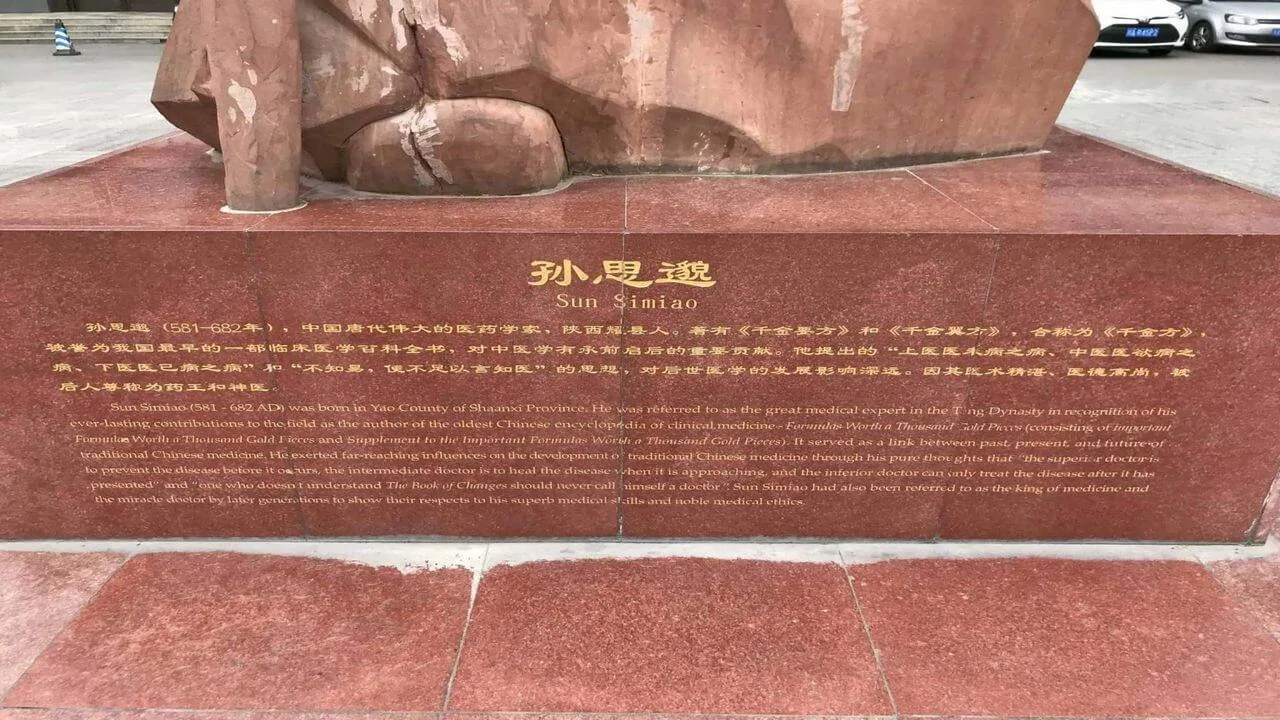 孙思邈
Sun Simiao
孙思邈（581-682年），中国唐代伟大的医药学家，陕西耀县人。著有《千金要方》和《千金翼方》，合称为《千金方》，
被誉为我国最早的一部临床医学百科全书，对中医学有承前启后的重要贡献。他提出的“上医医未病之病、中医医欲病之
病、下医医已病之病”和“不知易，便不足以言知医”的思想，对后世医学的发展影响深远。因其医术精湛、医德高尚，被
后人尊称为药王和神医。
Sun Simiao (581 - 682 AD) was born in Yao County of Shaanxi Province. He was referred to as the great medical expert in the Tang Dynasty in recognition of his
ever-lasting contributions to the field as the author of the oldest Chinese encyclopedia of clinical medicine - Formulas Worth a Thousand Gold Pieces (consisting of Important
Formulas Worth a Thousand Gold Pieces and Supplement to the Important Formulas Worth a Thousand Gold Pieces). It served as a link between past, present, and future of
traditional Chinese medicine. He exerted far-reaching influences on the development of traditional Chinese medicine through his pure thoughts that "the superior doctor is
to prevent the disease before it occurs, the intermediate doctor is to heal the disease when it is approaching, and the inferior doctor can only treat the disease after it has
presented" and "one who doesn't understand The Book of Changes should never call himself a doctor". Sun Simiao had also been referred to as the king of medicine and
the miracle doctor by later generations to show their respects to his superb medical skills and noble medical ethics.